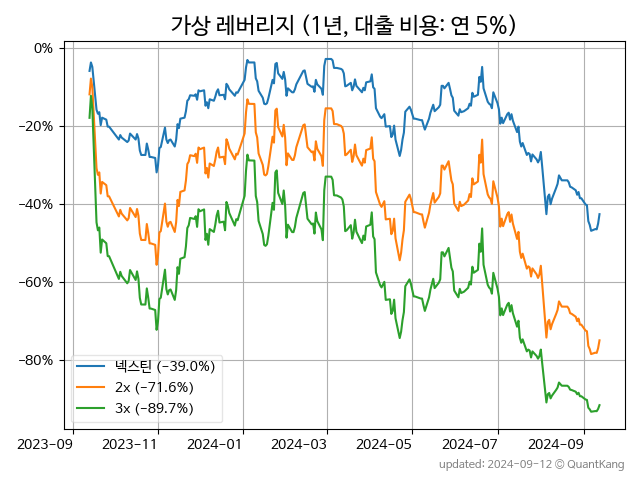 가상 레버리지 (1년, 대출 비용: 연 5%)
0%
−20%
−40%
−60%
−80%
넥스틴 (−39.0%)
2x (−71.6%)
3x (−89.7%)
2023−09 2023−11 2024−01 2024−03 2024−05 2024−07 2024−09
updated: 2024−09−12 © QuantKang